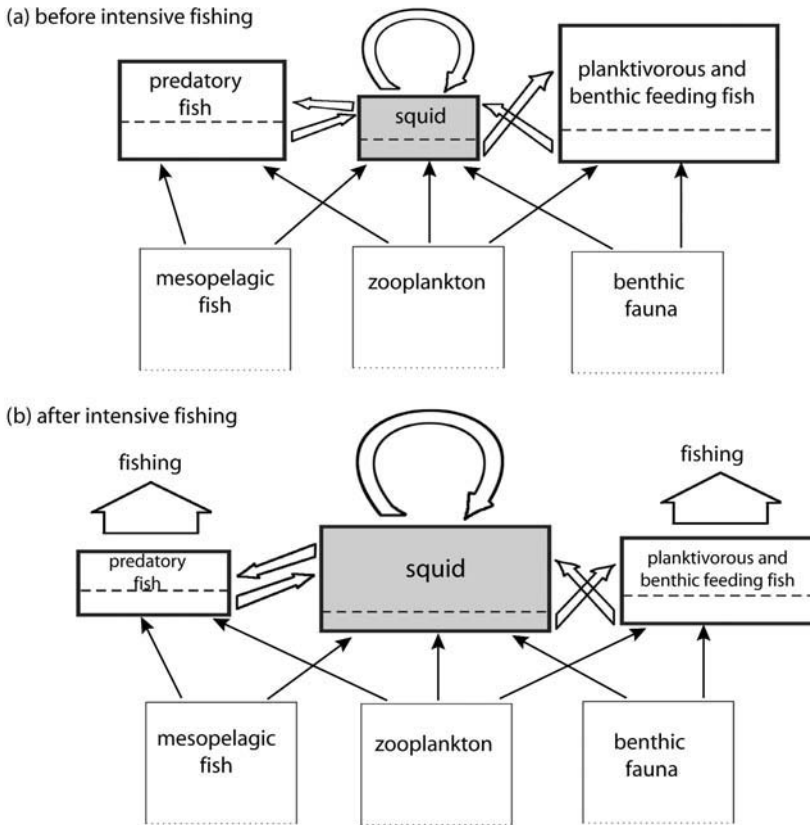 (a) before intensive fishing
predatory
fish
squid
planktivorous and
benthic feeding fish
mesopelagic
fish
zooplankton
benthic
fauna
(b) after intensive fishing
fishing
fishing
predatory
fish
squid
planktivorous and
benthic feeding fish
mesopelagic
fish
zooplankton
benthic
fauna